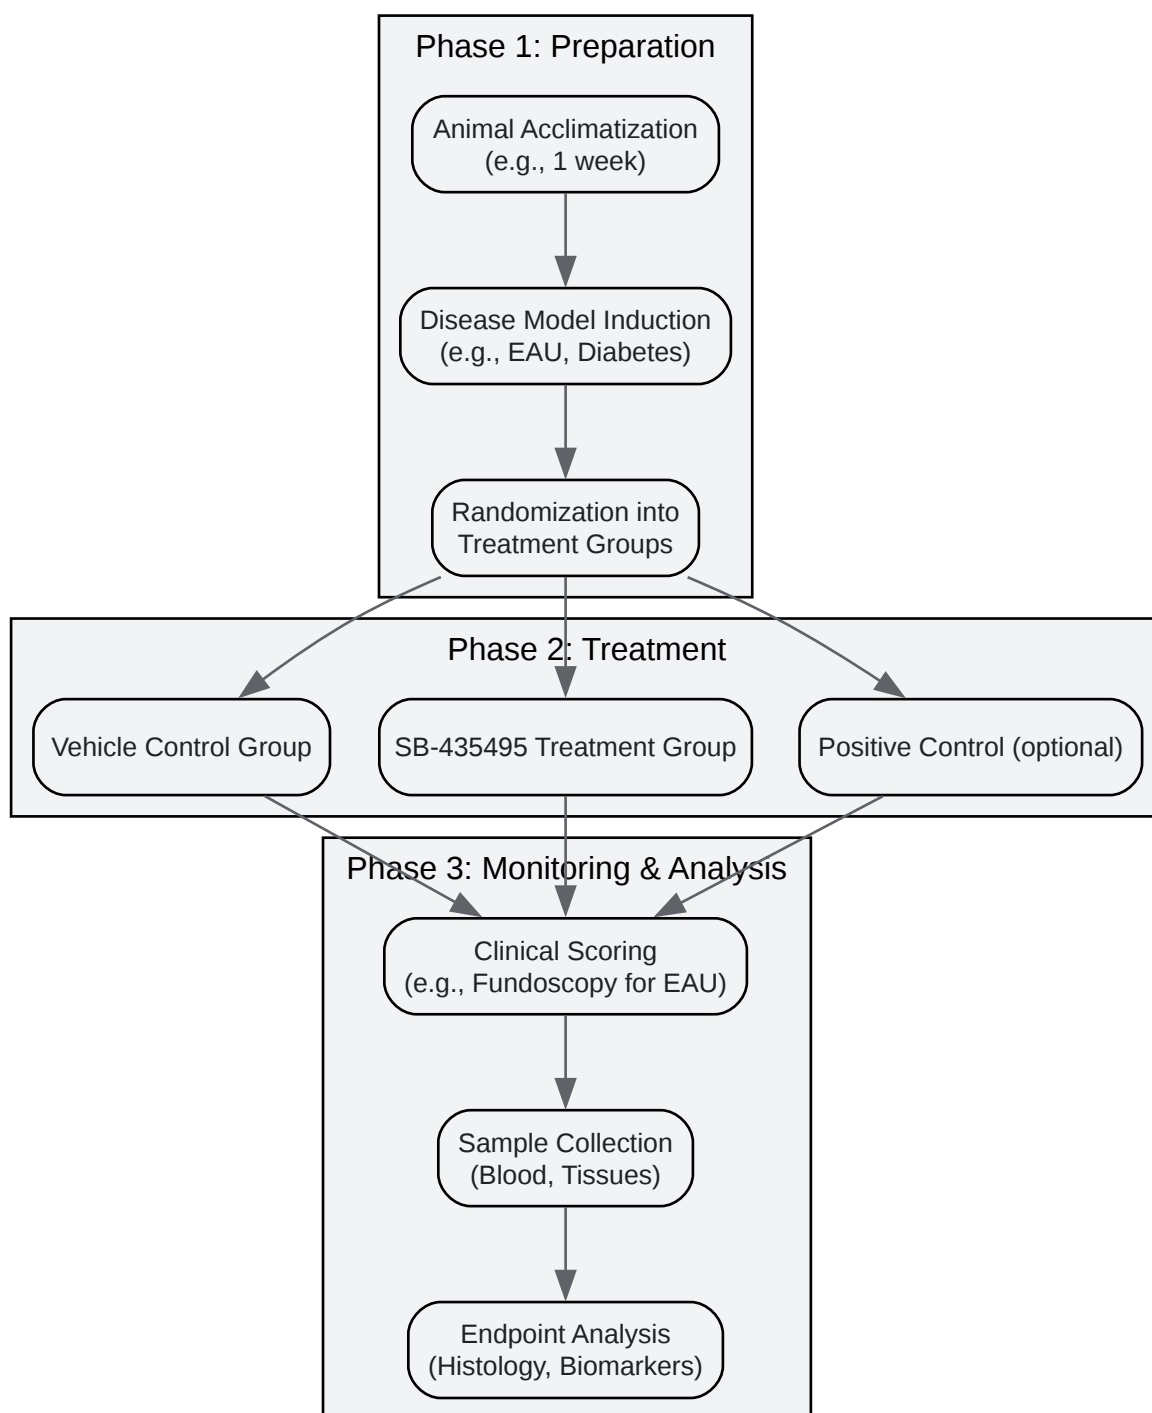 Phase 1: Preparation
Animal Acclimatization
(e.g., 1 week)
Disease Model Induction
(e.g., EAU, Diabetes)
Randomization into
Treatment Groups
Phase 2: Treatment
Vehicle Control Group
SB-435495 Treatment Group
Positive Control (optional)
Phase 3: Monitoring & Analysis
Clinical Scoring
(e.g., Fundoscopy for EAU)
Sample Collection
(Blood, Tissues)
Endpoint Analysis
(Histology, Biomarkers)